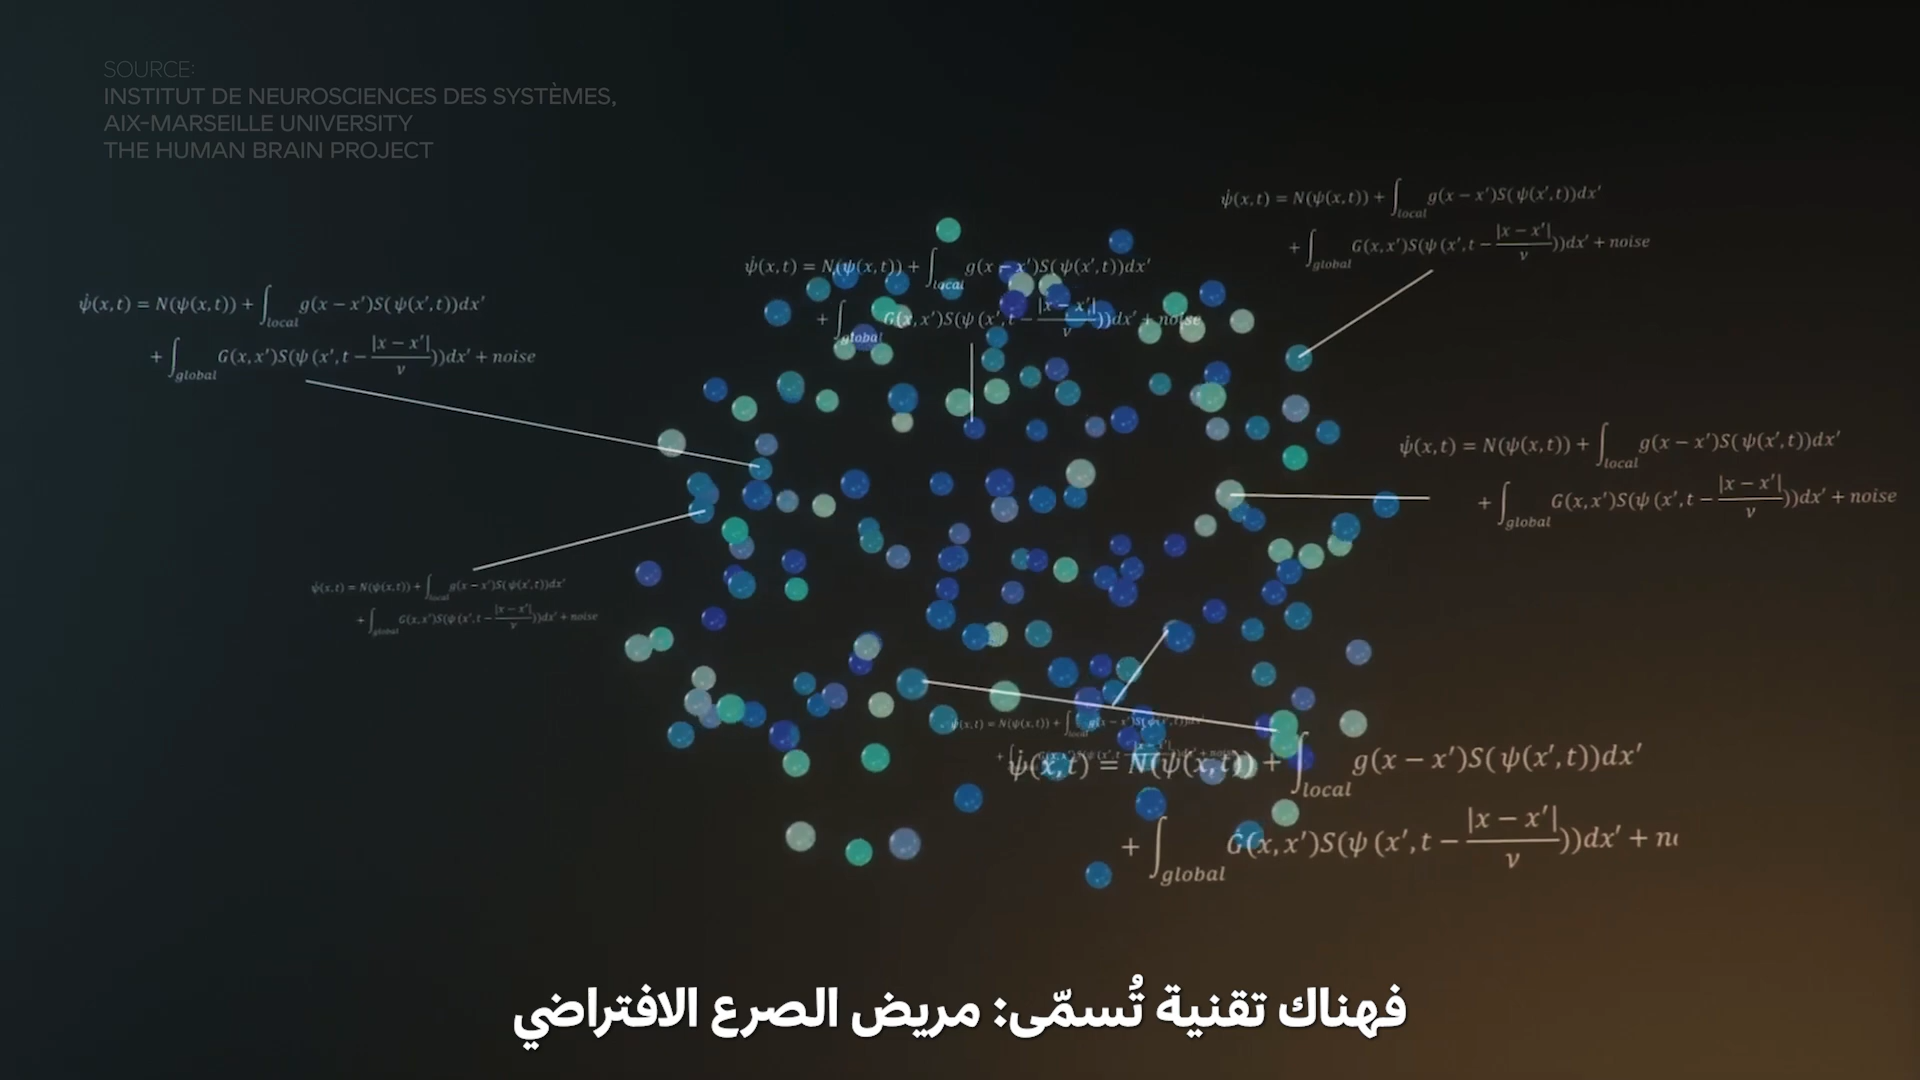 SOURCE:
INSTITUT DE NEUROSCIENCES DES SYSTÈMES,
AIX-MARSEILLE UNIVERSITY
THE HUMAN BRAIN PROJECT
ψ̇(x,t) = N(ψ(x,t)) + ∫local g(x − x′)S(ψ(x′,t))dx′
+ ∫global G(x,x′)S(ψ(x′,t − |x − x′|/v))dx′ + noise
ψ̇(x,t) = N(ψ(x,t)) + ∫local g(x − x′)S(ψ(x′,t))dx′
+ ∫global G(x,x′)S(ψ(x′,t − |x − x′|/v))dx′ + noise
ψ̇(x,t) = N(ψ(x,t)) + ∫local g(x − x′)S(ψ(x′,t))dx′
+ ∫global G(x,x′)S(ψ(x′,t − |x − x′|/v))dx′ + noise
ψ̇(x,t) = N(ψ(x,t)) + ∫local g(x − x′)S(ψ(x′,t))dx′
+ ∫global G(x,x′)S(ψ(x′,t − |x − x′|/v))dx′ + noise
ψ̇(x,t) = N(ψ(x,t)) + ∫local g(x − x′)S(ψ(x′,t))dx′
+ ∫global G(x,x′)S(ψ(x′,t − |x − x′|/v))dx′ + noise
ψ̇(x,t) = N(ψ(x,t)) + ∫local g(x − x′)S(ψ(x′,t))dx′
+ ∫global G(x,x′)S(ψ(x′,t − |x − x′|/v))dx′
فهناك تقنية تُسمّى: مريض الصرع الافتراضي